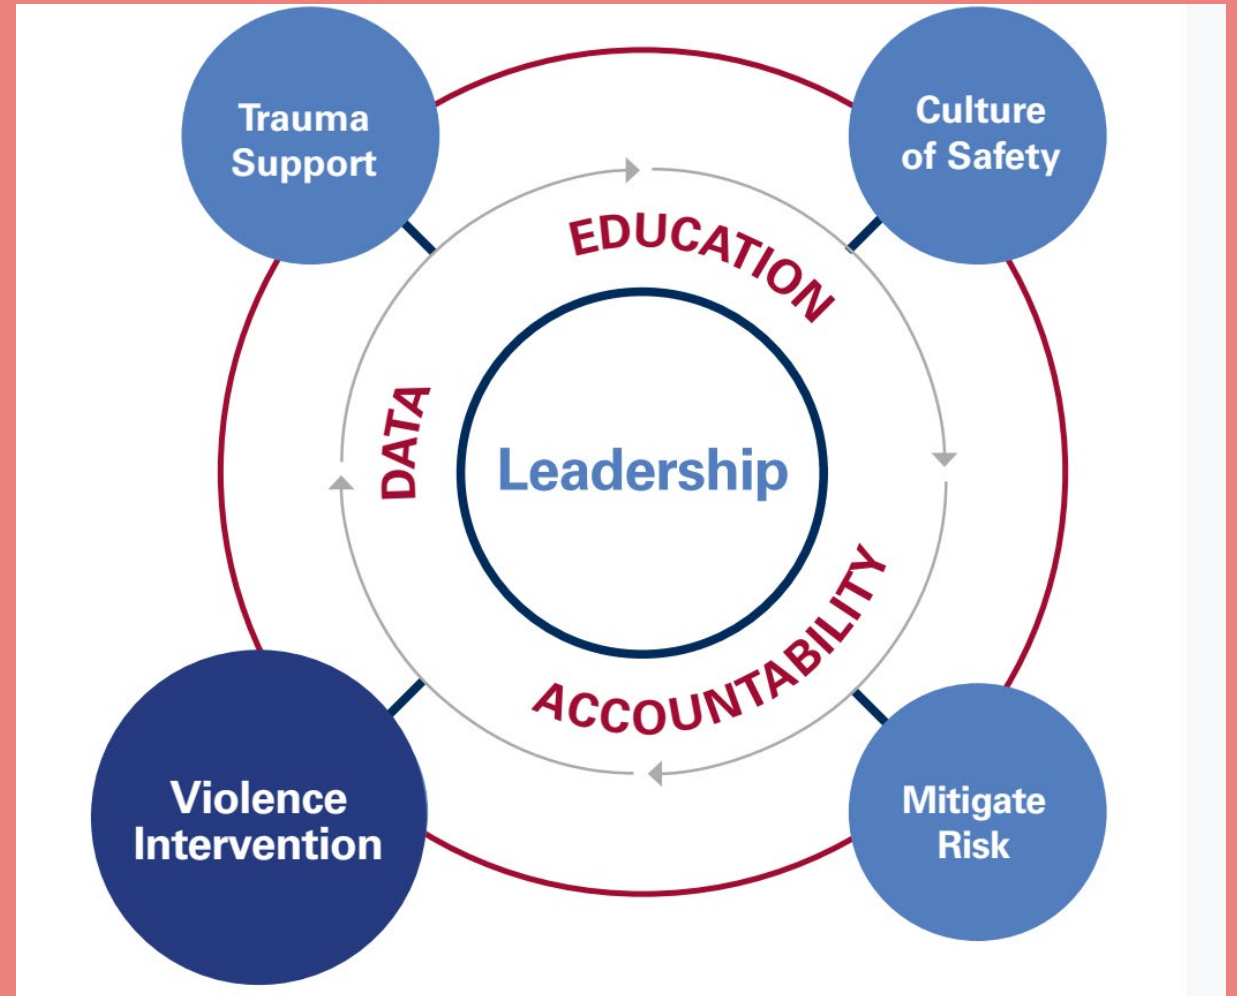 Trauma
Support
Culture
of Safety
EDUCATION
DATA
Leadership
ACCOUNTABILITY
Violence
Intervention
Mitigate
Risk